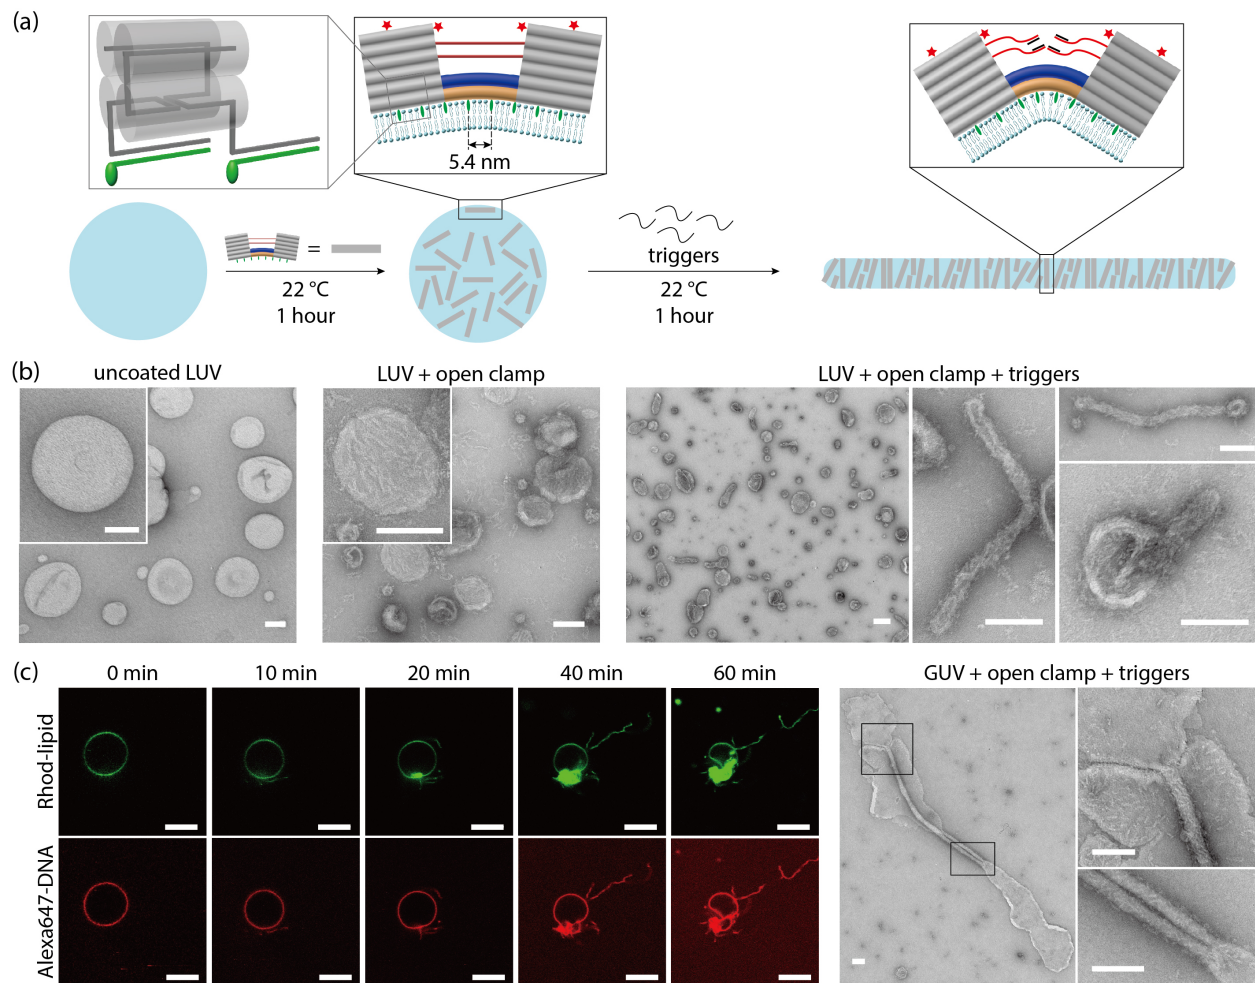 (a)
5.4 nm
=
22 °C
1 hour
triggers
22 °C
1 hour
(b)
uncoated LUV
LUV + open clamp
LUV + open clamp + triggers
(c)
0 min
10 min
20 min
40 min
60 min
GUV + open clamp + triggers
Rhod-lipid
Alexa647-DNA